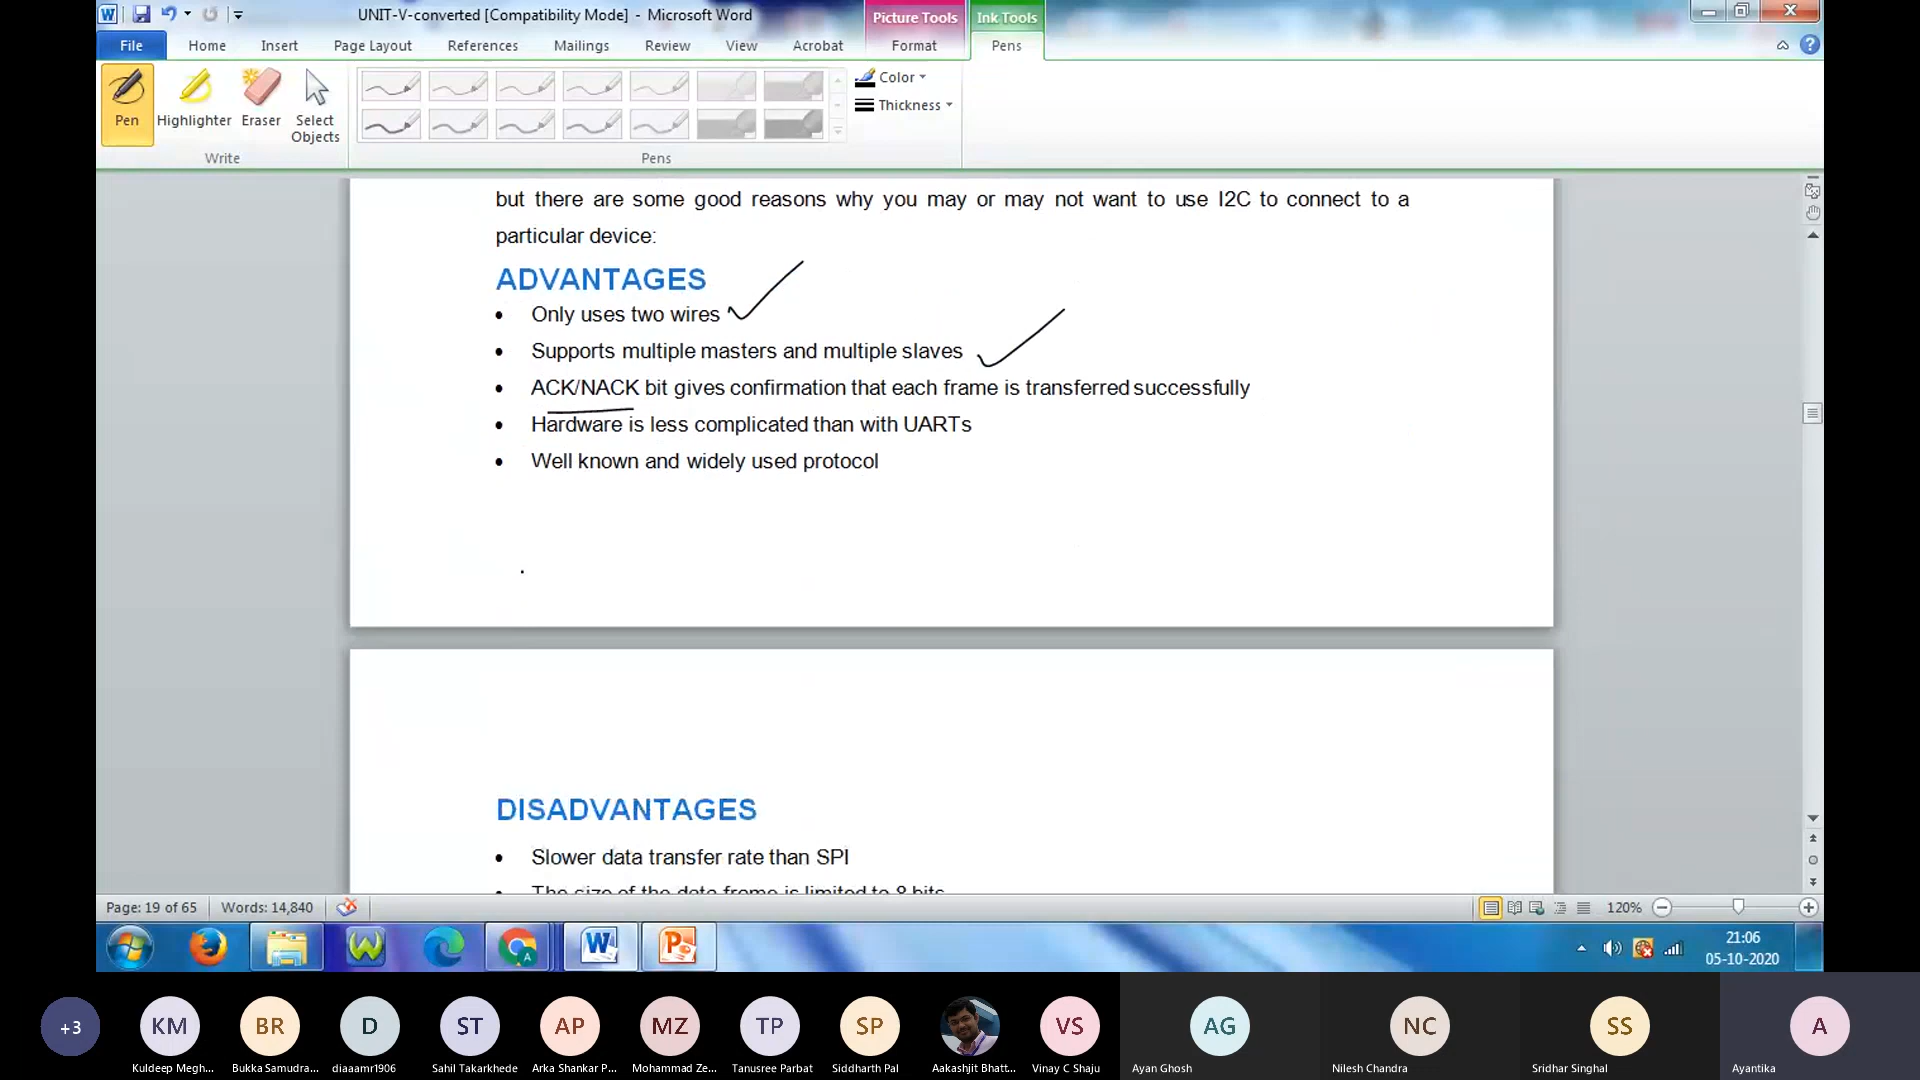 UNIT-V-converted [Compatibility Mode] - Microsoft Word
Picture Tools
Ink Tools
File
Home
Insert
Page Layout
References
Mailings
Review
View
Acrobat
Format
Pens
Pen
Highlighter
Eraser
Select
Objects
Color
Thickness
Write
Pens
but there are some good reasons why you may or may not want to use I2C to connect to a
particular device:
ADVANTAGES
• Only uses two wires
• Supports multiple masters and multiple slaves
• ACK/NACK bit gives confirmation that each frame is transferred successfully
• Hardware is less complicated than with UARTs
• Well known and widely used protocol
.
DISADVANTAGES
• Slower data transfer rate than SPI
• The size of the data frame is limited to 8 bits
Page: 19 of 65
Words: 14,840
120%
21:06
05-10-2020
+3
KM
BR
D
ST
AP
MZ
TP
SP
VS
AG
NC
SS
A
Kuldeep Megh...
Bukka Samudra...
diaaamr1906
Sahil Takarkhede
Arka Shankar P...
Mohammad Ze...
Tanusree Parbat
Siddharth Pal
Aakashjit Bhatt...
Vinay C Shaju
Ayan Ghosh
Nilesh Chandra
Sridhar Singhal
Ayantika